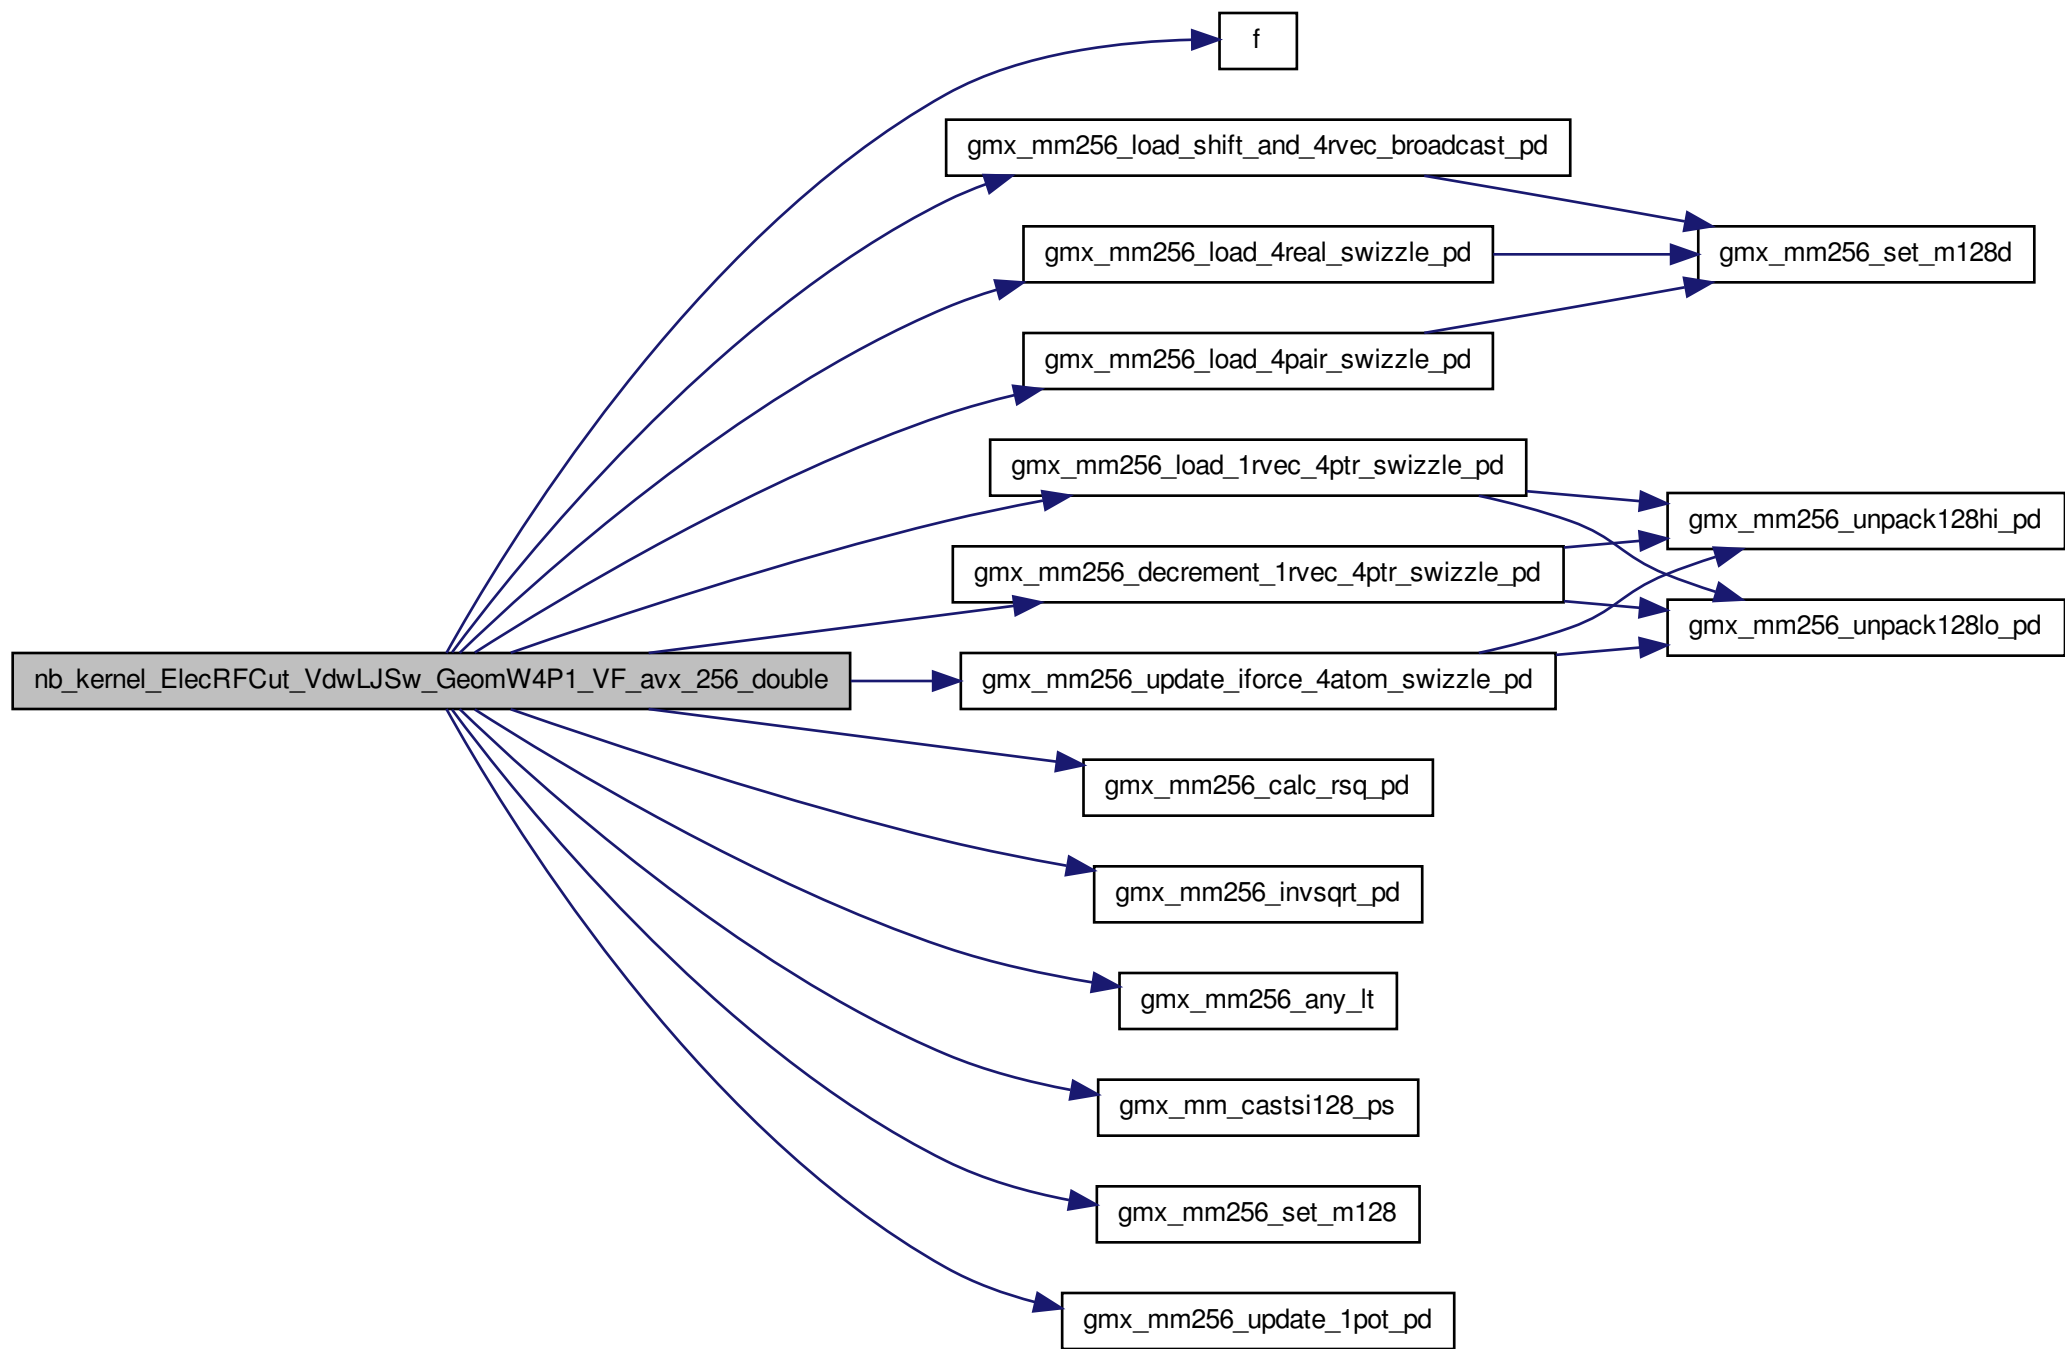 f
gmx_mm256_load_shift_and_4rvec_broadcast_pd
gmx_mm256_load_4real_swizzle_pd
gmx_mm256_set_m128d
gmx_mm256_load_4pair_swizzle_pd
gmx_mm256_load_1rvec_4ptr_swizzle_pd
gmx_mm256_unpack128hi_pd
gmx_mm256_decrement_1rvec_4ptr_swizzle_pd
gmx_mm256_unpack128lo_pd
nb_kernel_ElecRFCut_VdwLJSw_GeomW4P1_VF_avx_256_double
gmx_mm256_update_iforce_4atom_swizzle_pd
gmx_mm256_calc_rsq_pd
gmx_mm256_invsqrt_pd
gmx_mm256_any_lt
gmx_mm_castsi128_ps
gmx_mm256_set_m128
gmx_mm256_update_1pot_pd